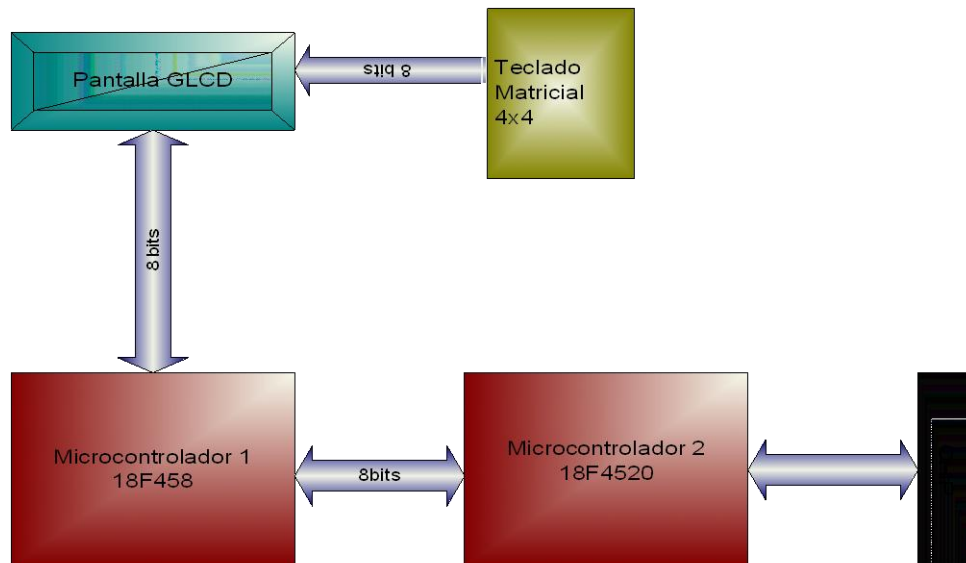 Pantalla GLCD
8 bits
Teclado
Matricial
4x4
8 bits
Microcontrolador 1
18F458
8bits
Microcontrolador 2
18F4520